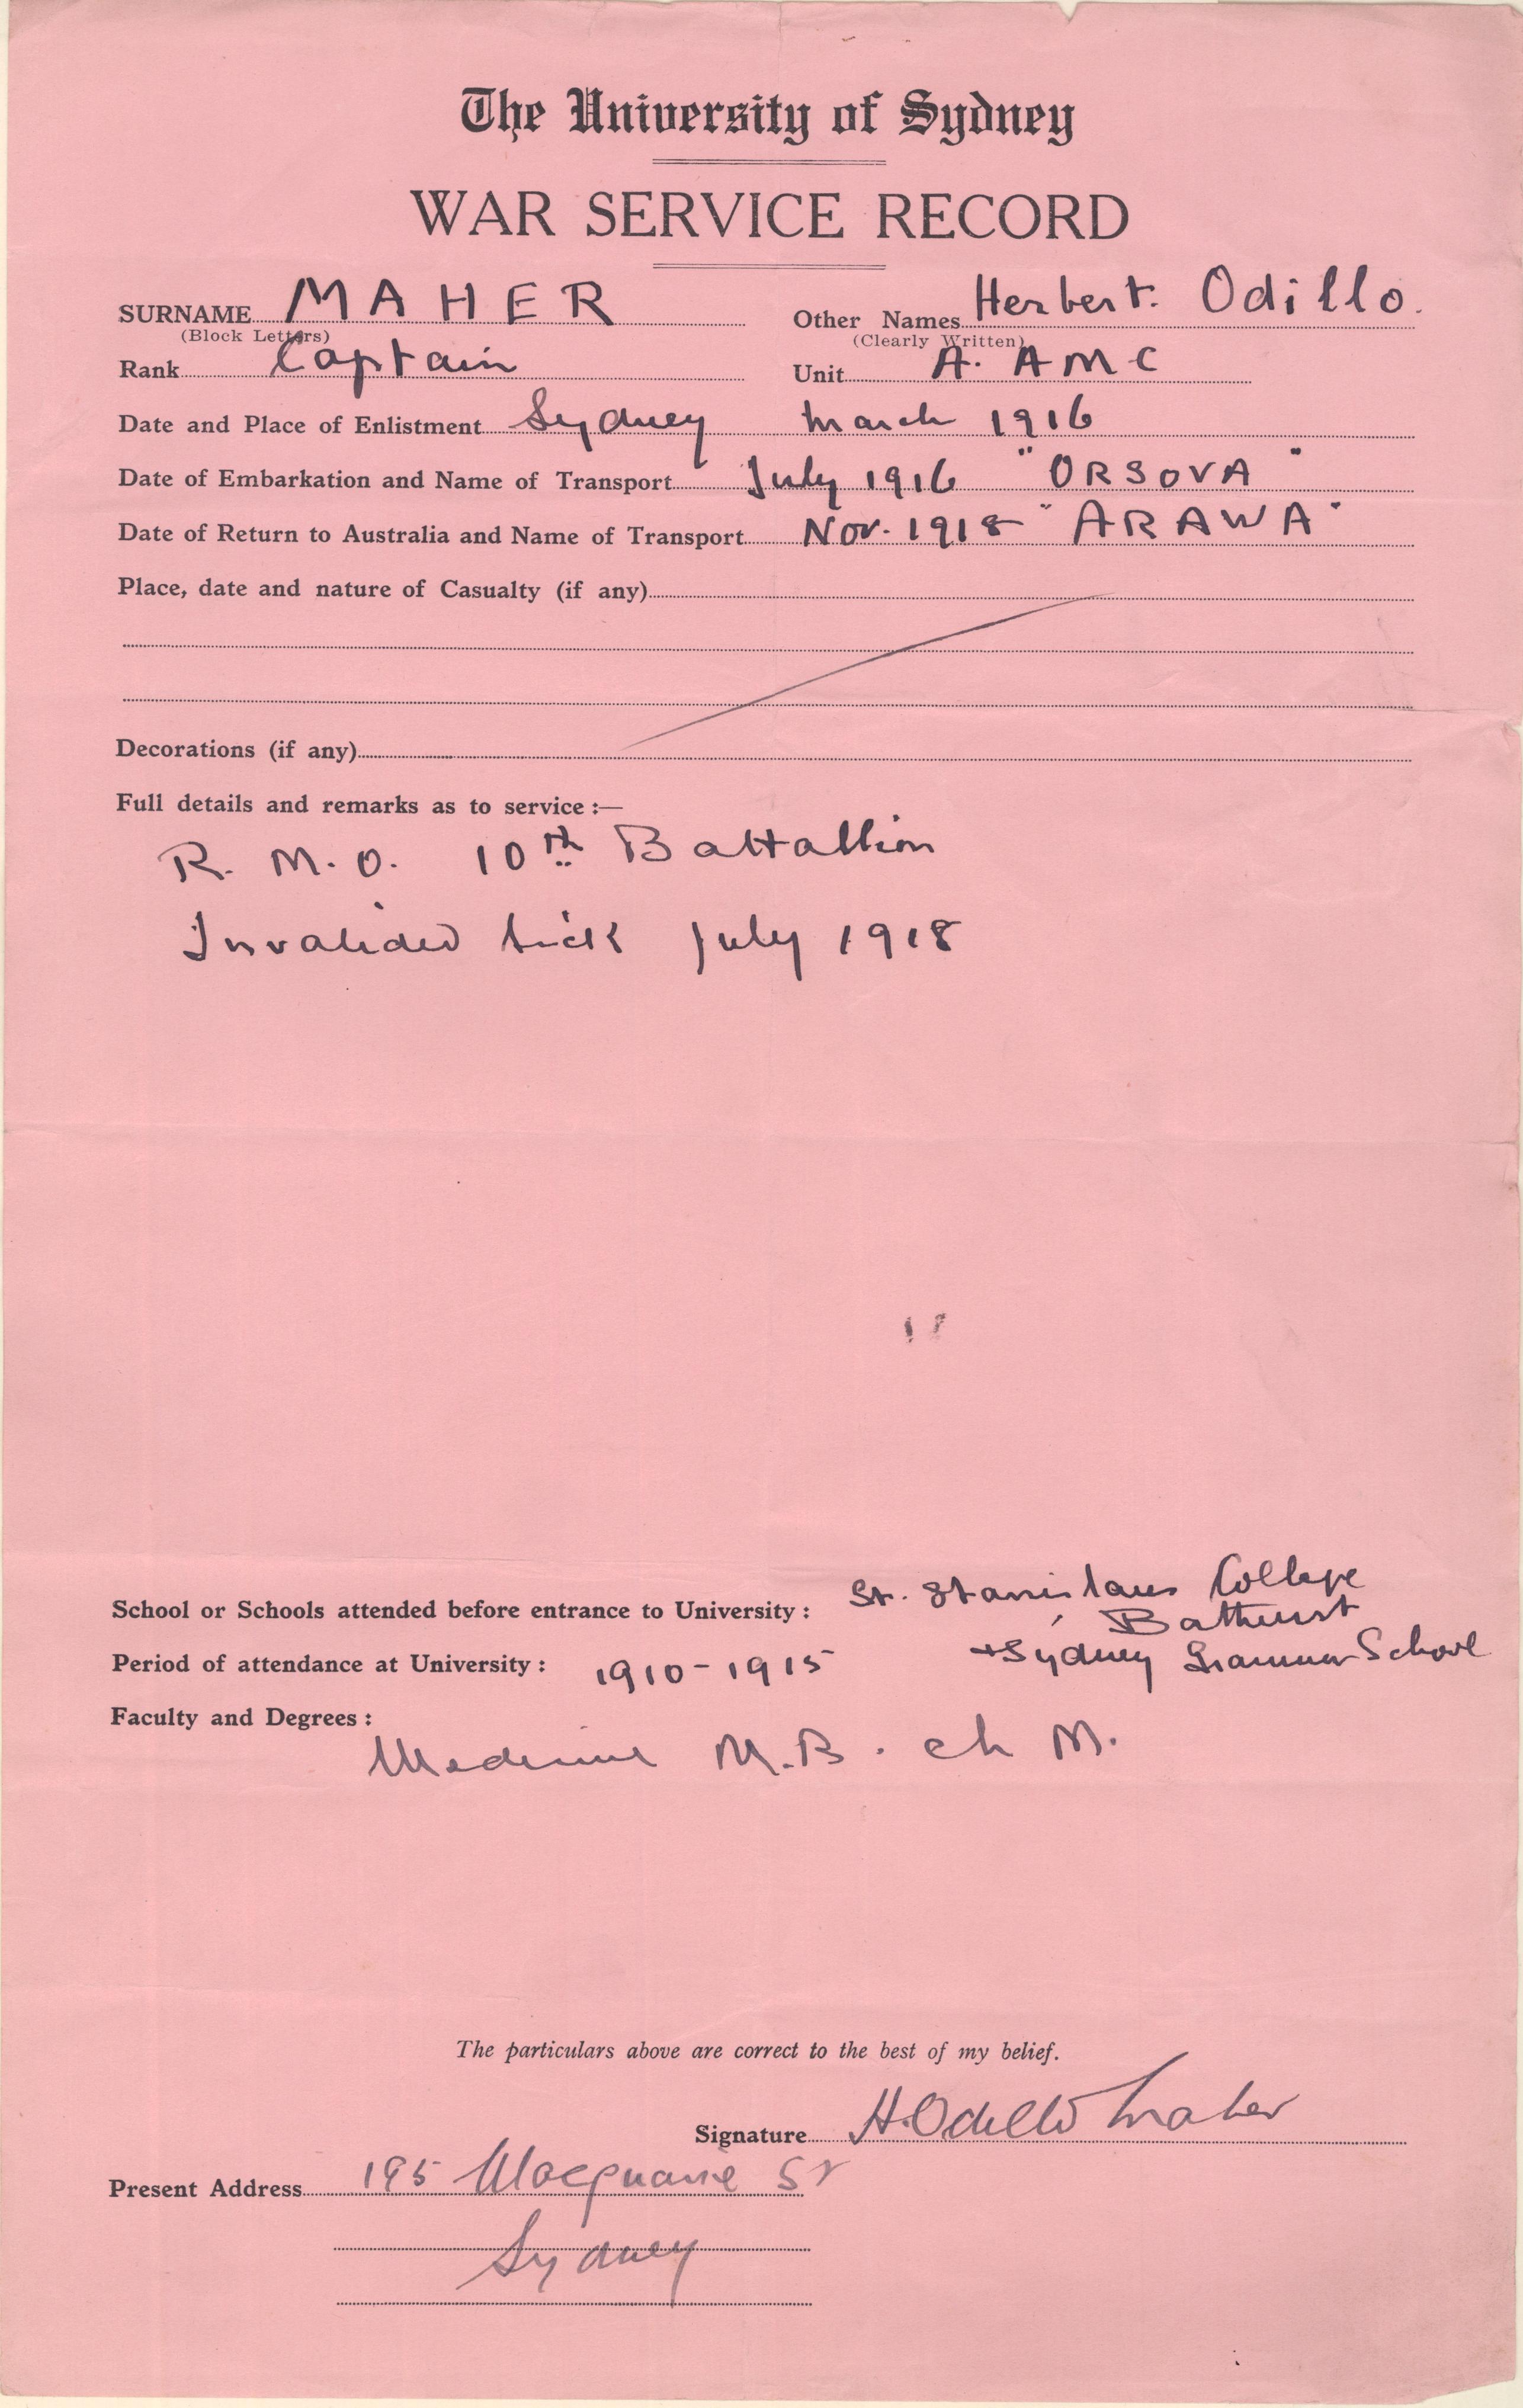 The University of Sydney
WAR SERVICE RECORD
SURNAME MAHER Other Names Herbert. Odillo.
(Block Letters) (Clearly Written)
Rank Captain Unit A. AMC
Date and Place of Enlistment Sydney March 1916
Date of Embarkation and Name of Transport July 1916 "ORSOVA"
Date of Return to Australia and Name of Transport Nov. 1918 "ARAWA"
Place, date and nature of Casualty (if any)
Decorations (if any)
Full details and remarks as to service :—
R. M. O. 10th Battallion
Invalided sick July 1918
School or Schools attended before entrance to University : St. Stanislaus College
Bathurst
+ Sydney Grammar School
Period of attendance at University : 1910-1915
Faculty and Degrees :
Medicine M.B. Ch M.
The particulars above are correct to the best of my belief.
Signature H. Odillo Maher
Present Address 195 Macquarie St
Sydney